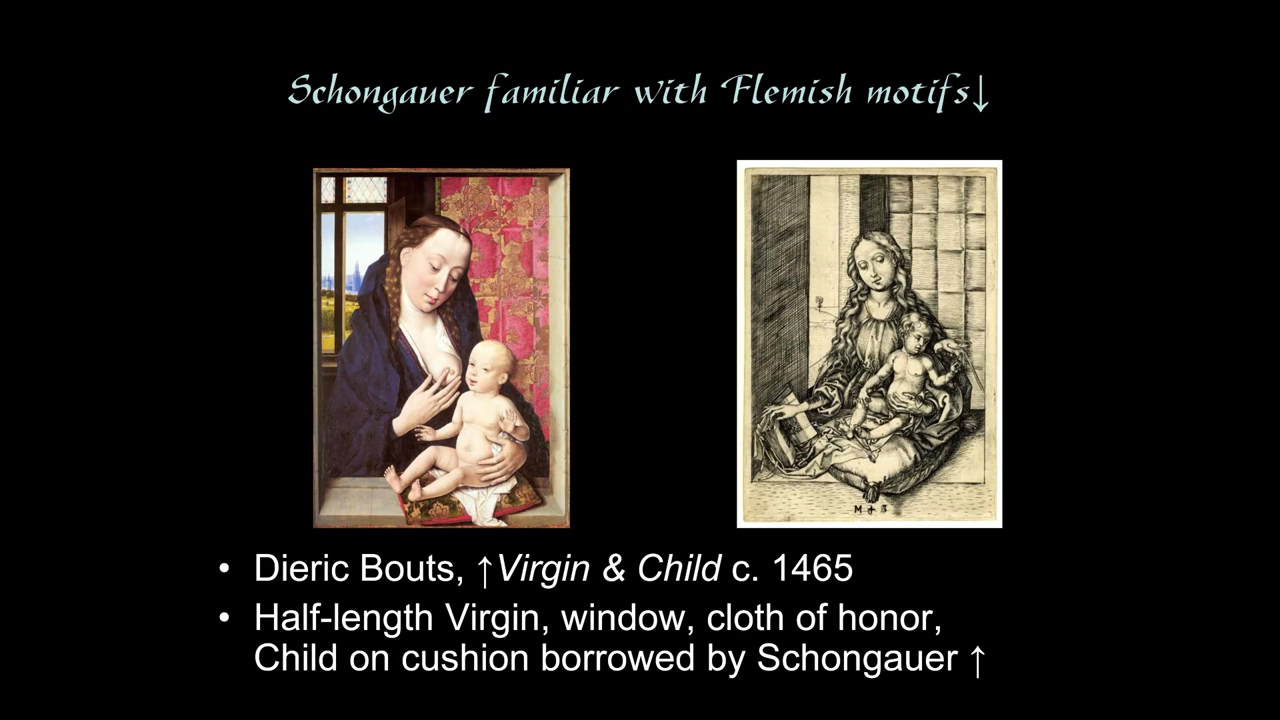 Schongauer familiar with Flemish motifs↓
M + S
• Dieric Bouts, ↑Virgin & Child c. 1465
• Half-length Virgin, window, cloth of honor,
Child on cushion borrowed by Schongauer ↑